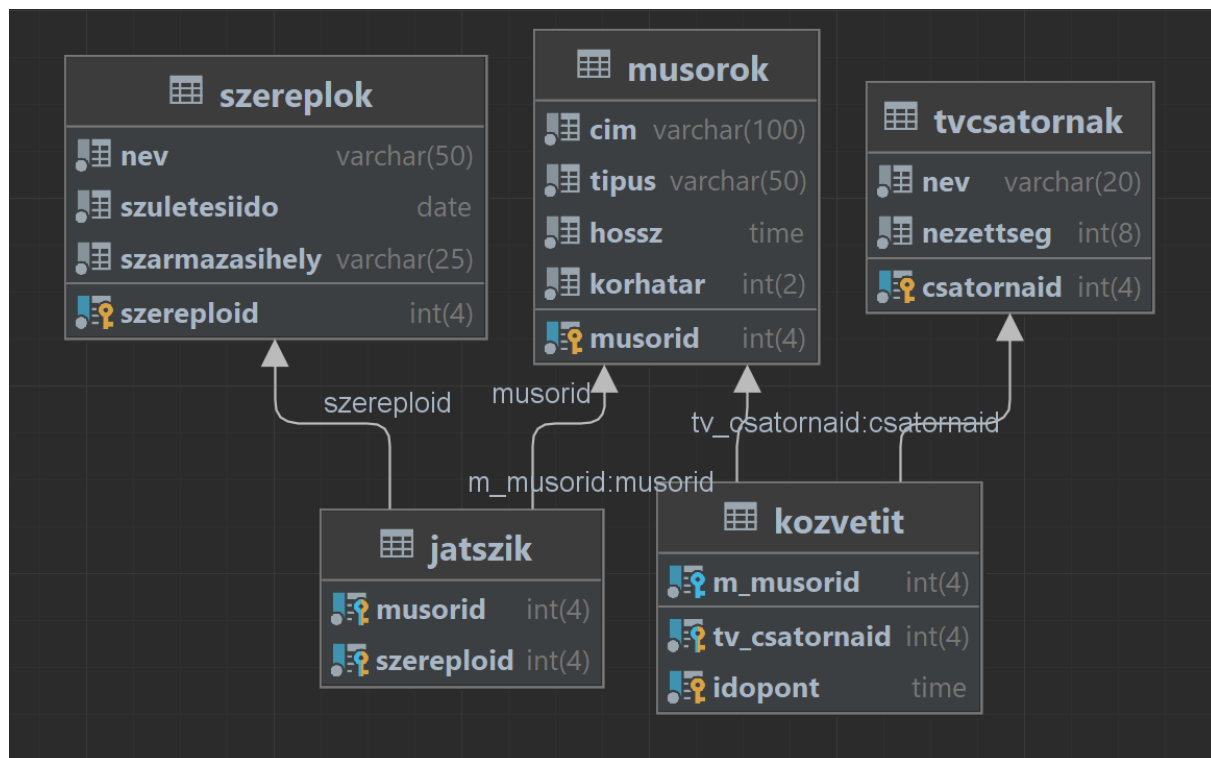 szereplok
nev varchar(50)
szuletesiido date
szarmazasihely varchar(25)
szereploid int(4)
musorok
cim varchar(100)
tipus varchar(50)
hossz time
korhatar int(2)
musorid int(4)
tvcsatornak
nev varchar(20)
nezettseg int(8)
csatornaid int(4)
szereploid
musorid
tv_csatornaid:csatornaid
m_musorid:musorid
jatszik
musorid int(4)
szereploid int(4)
kozvetit
m_musorid int(4)
tv_csatornaid int(4)
idopont time